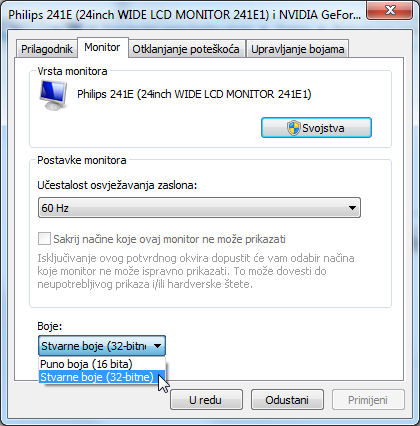 Philips 241E (24inch WIDE LCD MONITOR 241E1) i NVIDIA GeFor...
Prilagodnik Monitor Otklanjanje poteškoća Upravljanje bojama
Vrsta monitora
Philips 241E (24inch WIDE LCD MONITOR 241E1)
Svojstva
Postavke monitora
Učestalost osvježavanja zaslona:
60 Hz
Sakrij načine koje ovaj monitor ne može prikazati
Isključivanje ovog potvrdnog okvira dopustit će vam odabir načina
koje monitor ne može ispravno prikazati. To može dovesti do
neupotrebljivog prikaza i/ili hardverske štete.
Boje:
Stvarne boje (32-bitne
Puno boja (16 bita)
Stvarne boje (32-bitne)
U redu Odustani Primijeni